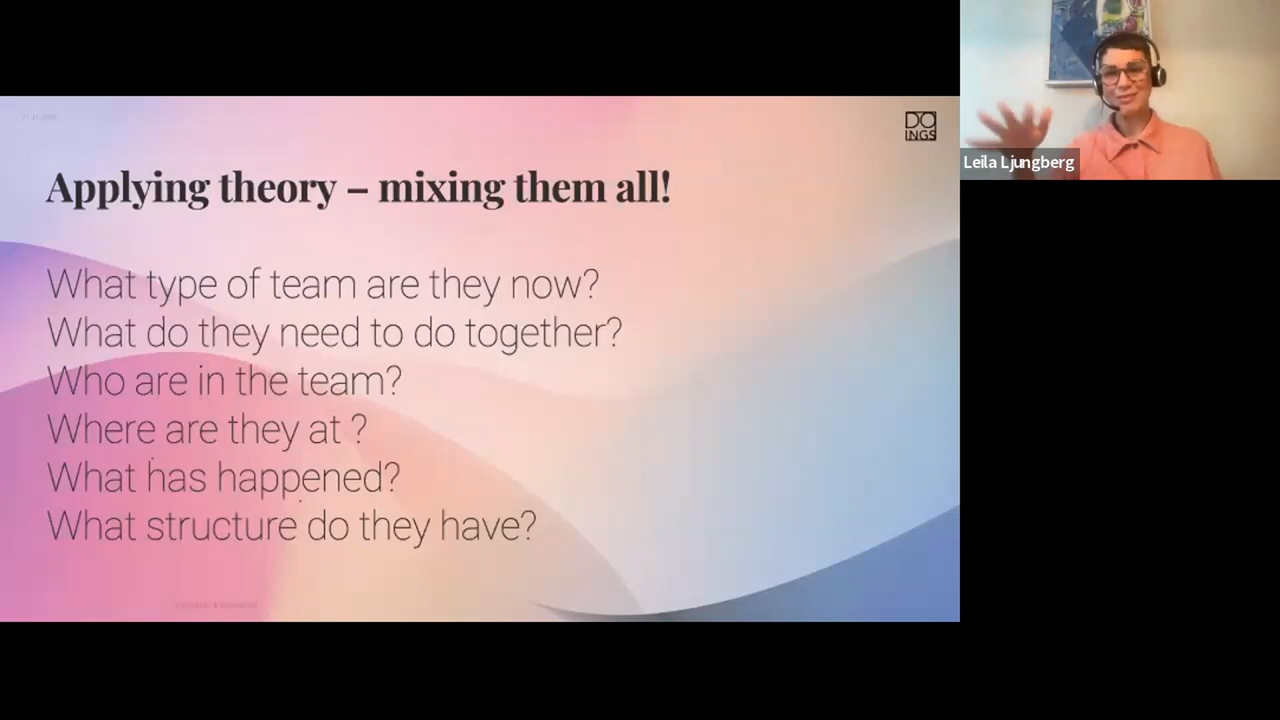 DO
INGS
Applying theory – mixing them all!
What type of team are they now?
What do they need to do together?
Who are in the team?
Where are they at ?
What has happened?
What structure do they have?
Leila Ljungberg